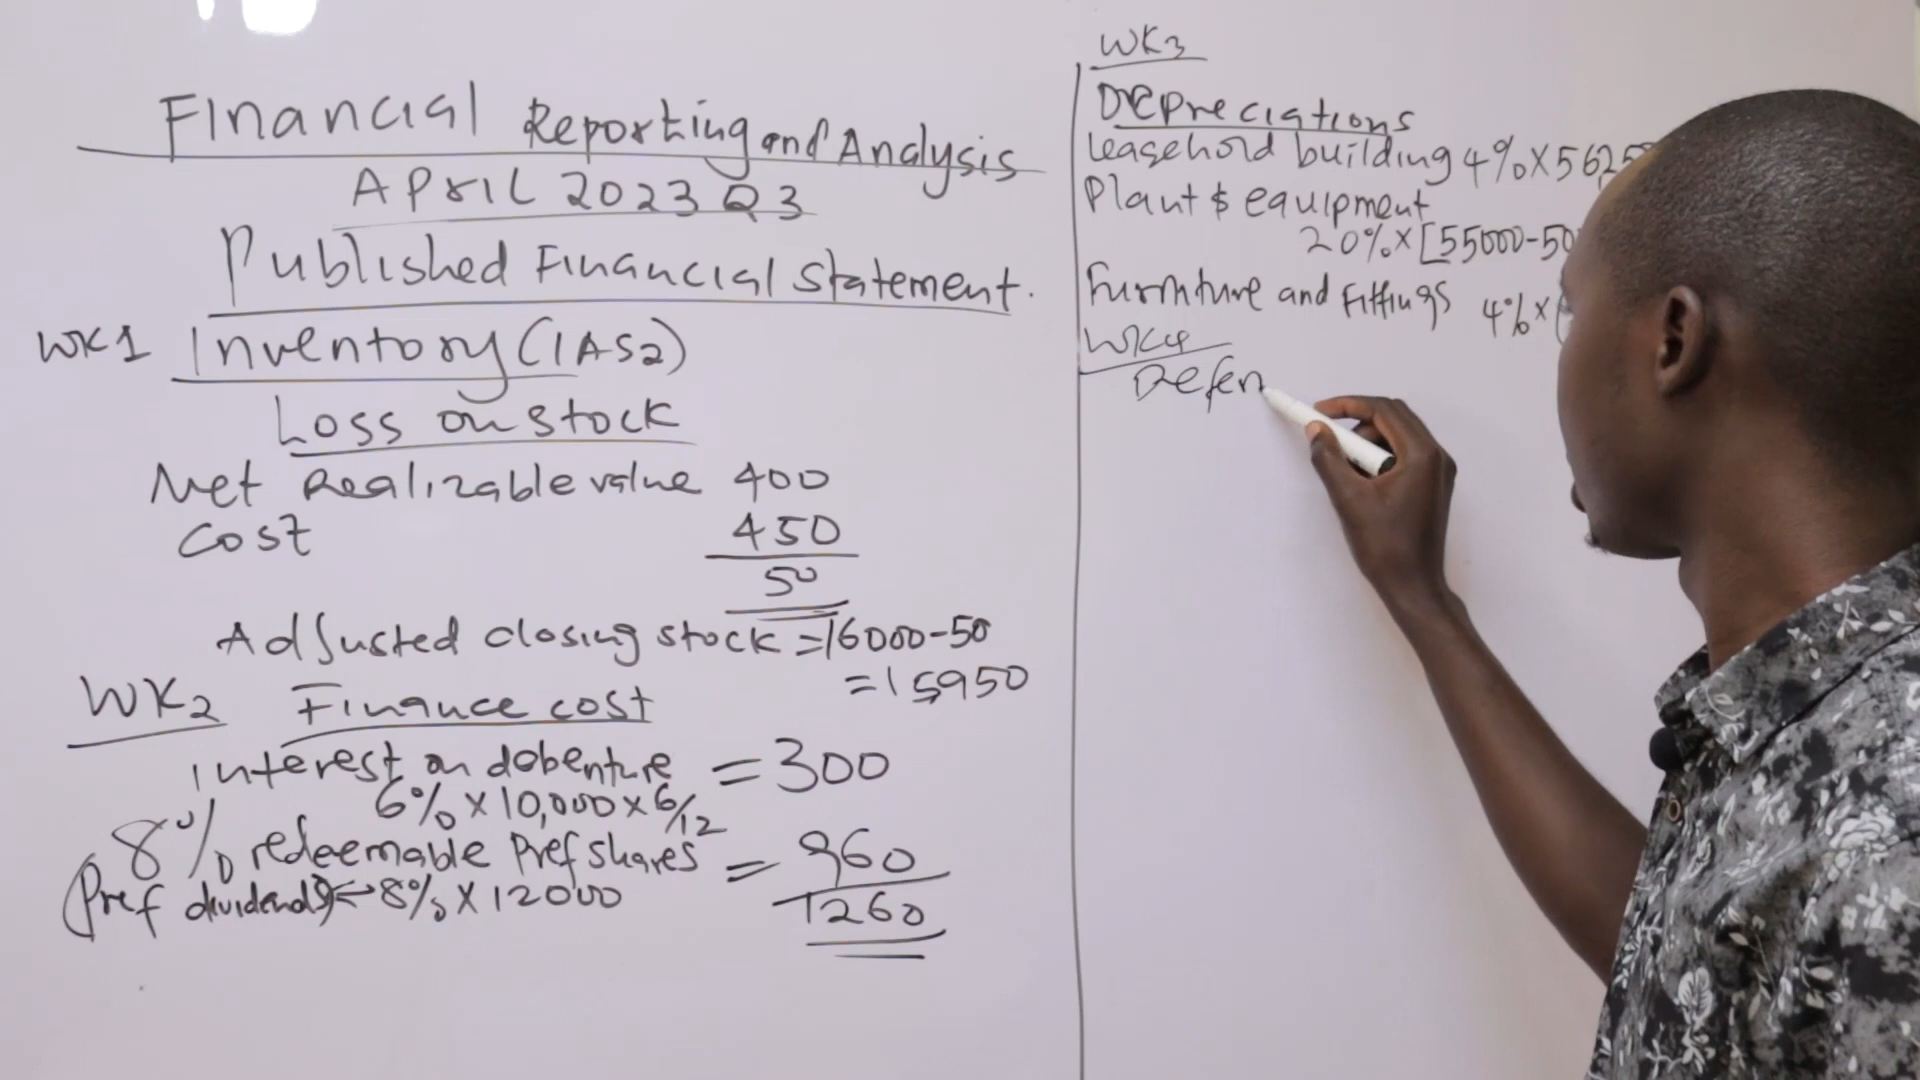 Financial Reporting and Analysis
APRIL 2023 Q3
Published Financial Statement.
WK1 Inventory (IAS2)
Loss on stock
Net Realizable value 400
Cost 450
50
Adjusted closing stock = 16000-50
= 15950
WK2 Finance cost
interest on debenture = 300
6% X 10,000 X 6/12
8% redeemable Pref shares = 960
(Pref dividends) 8% X 12000
1260
WK3
Depreciations
Leasehold building 4% X 562
Plant $ equipment
20% X [55000-50
Furniture and Fittings 4% X (
WK4
Defer